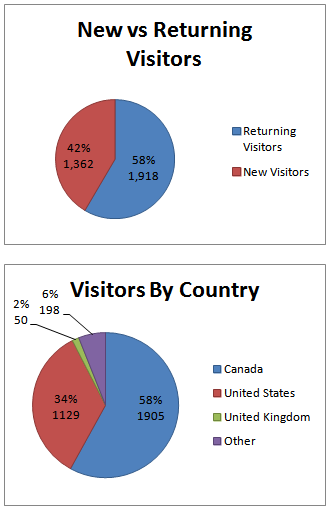 New vs Returning
Visitors
42%
1,362
58%
1,918
Returning
Visitors
New Visitors
Visitors By Country
6%
198
2%
50
34%
1129
58%
1905
Canada
United States
United Kingdom
Other